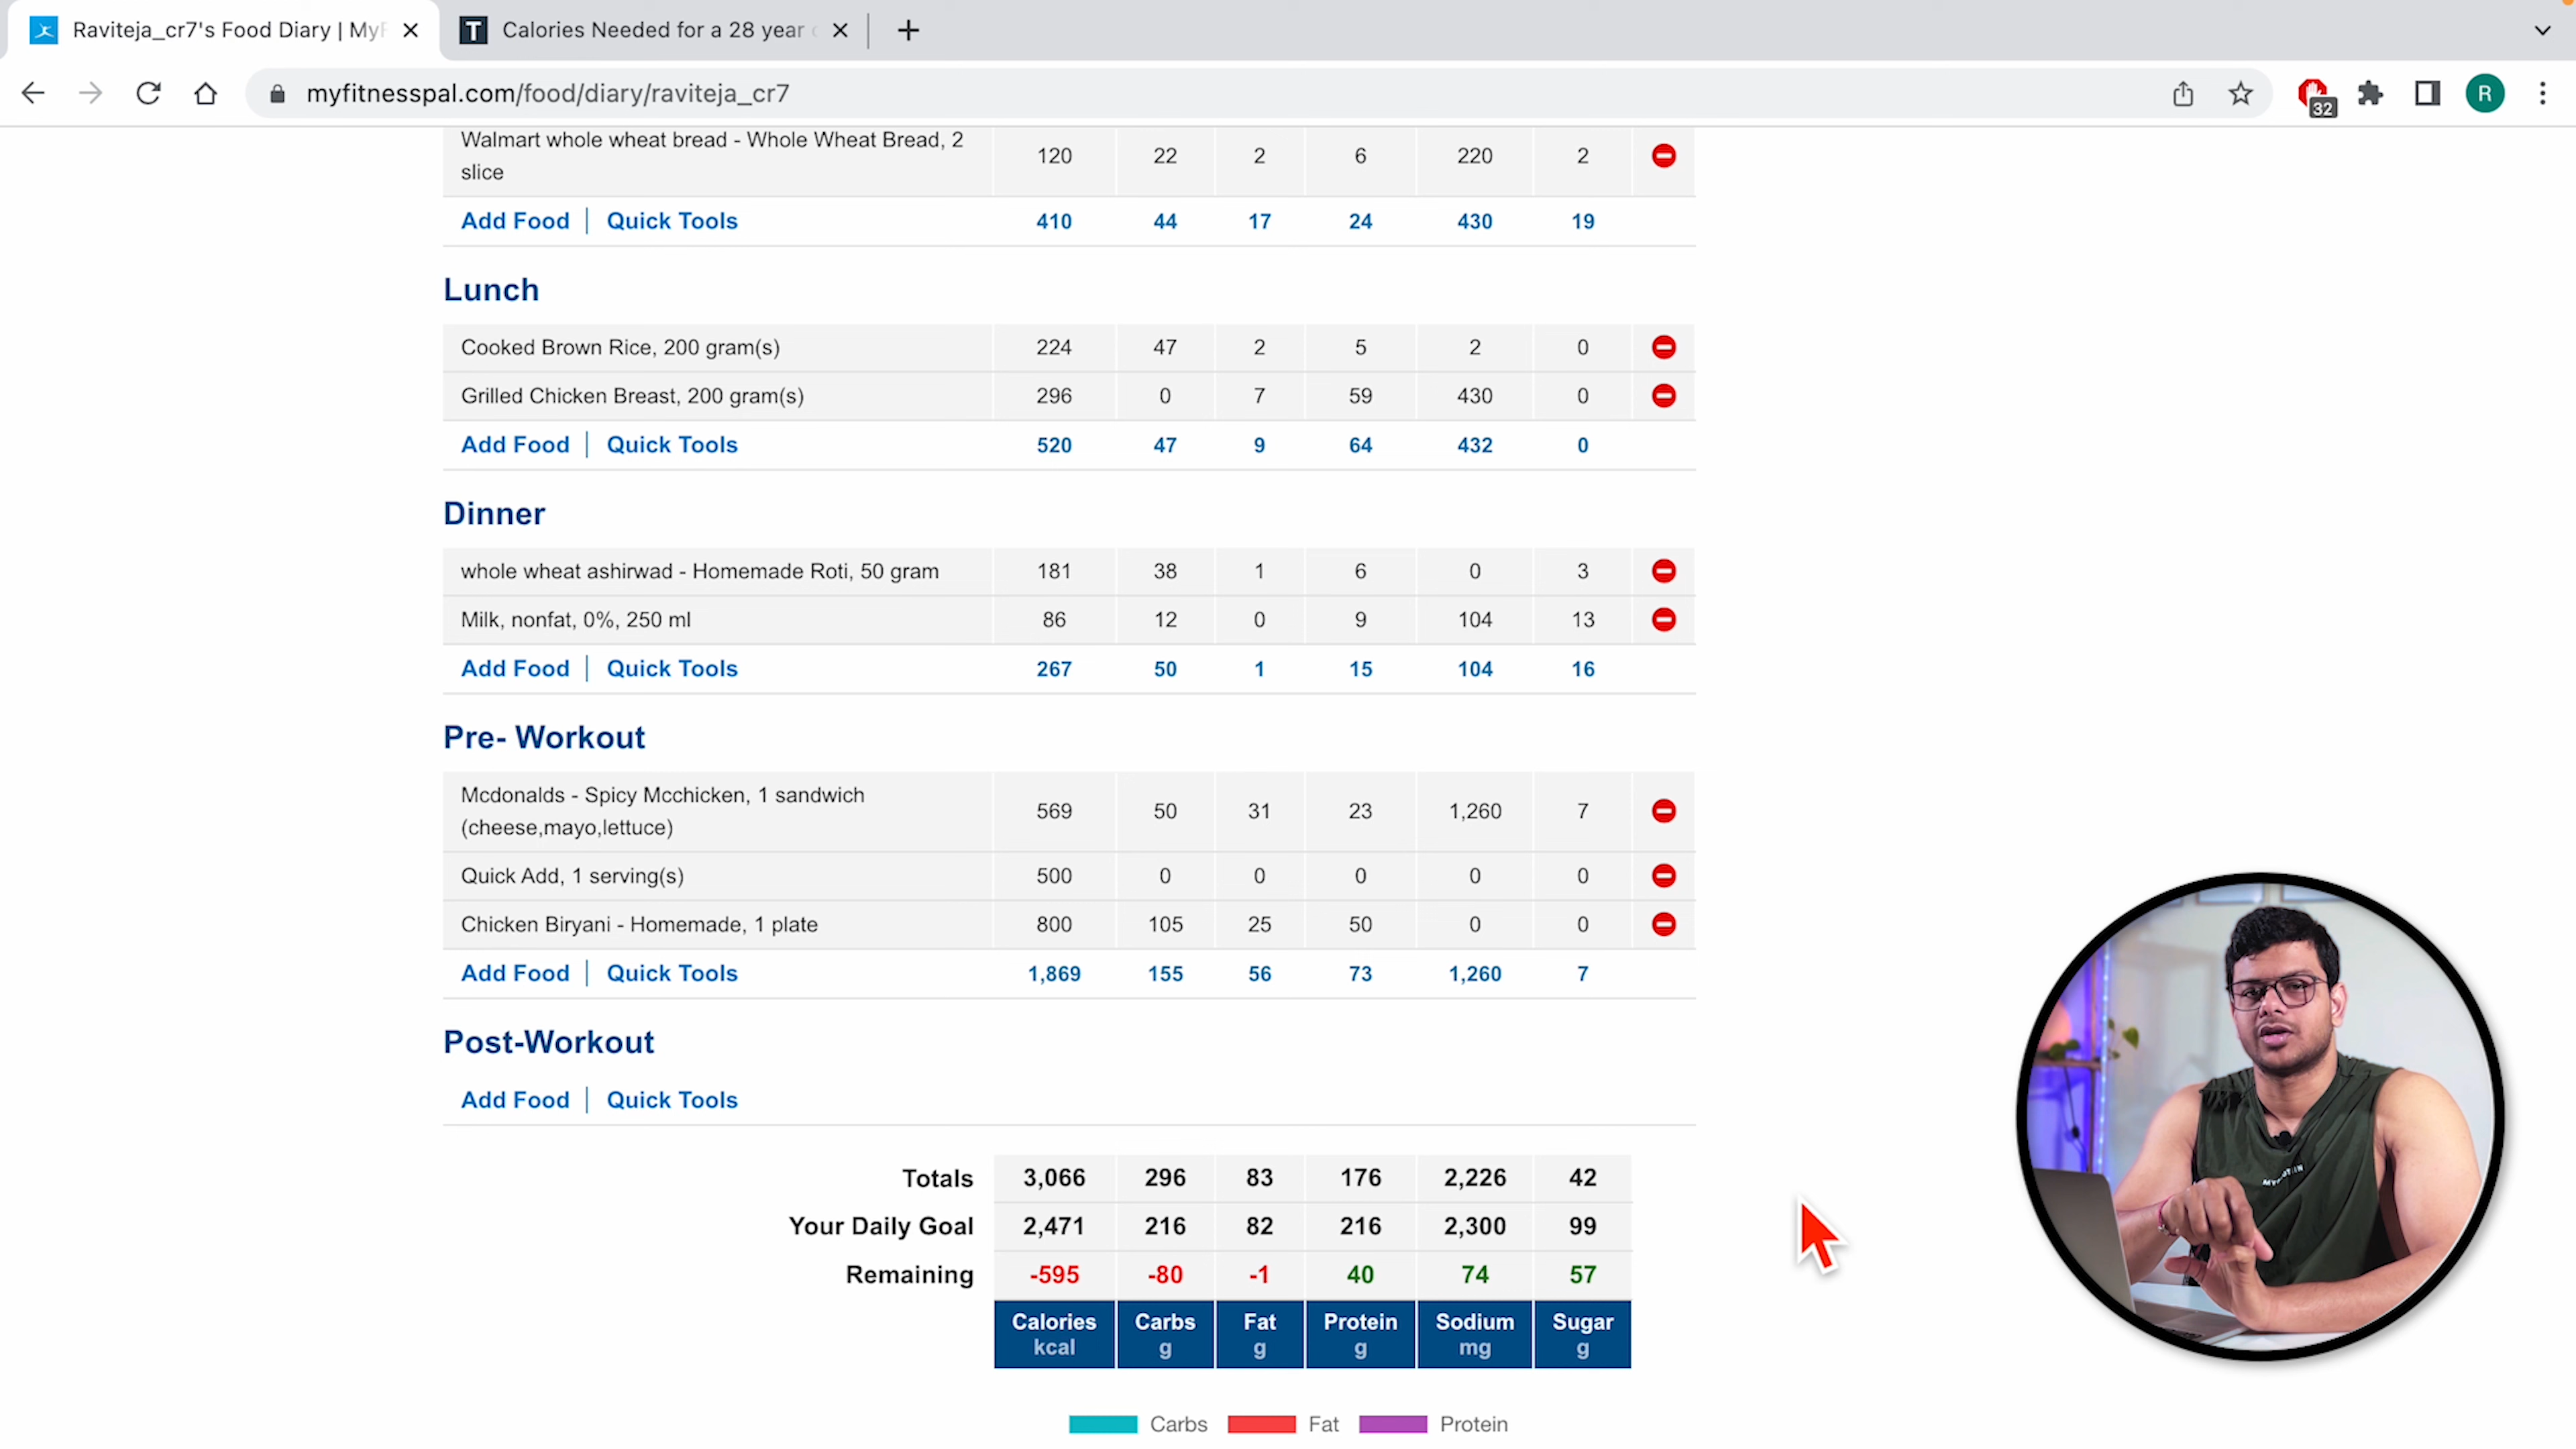 Raviteja_cr7's Food Diary | MyF
T Calories Needed for a 28 year o
myfitnesspal.com/food/diary/raviteja_cr7
32
R
Walmart whole wheat bread - Whole Wheat Bread, 2
slice
120 22 2 6 220 2
Add Food | Quick Tools 410 44 17 24 430 19
Lunch
Cooked Brown Rice, 200 gram(s) 224 47 2 5 2 0
Grilled Chicken Breast, 200 gram(s) 296 0 7 59 430 0
Add Food | Quick Tools 520 47 9 64 432 0
Dinner
whole wheat ashirwad - Homemade Roti, 50 gram 181 38 1 6 0 3
Milk, nonfat, 0%, 250 ml 86 12 0 9 104 13
Add Food | Quick Tools 267 50 1 15 104 16
Pre- Workout
Mcdonalds - Spicy Mcchicken, 1 sandwich
(cheese,mayo,lettuce)
569 50 31 23 1,260 7
Quick Add, 1 serving(s) 500 0 0 0 0 0
Chicken Biryani - Homemade, 1 plate 800 105 25 50 0 0
Add Food | Quick Tools 1,869 155 56 73 1,260 7
Post-Workout
Add Food | Quick Tools
Totals 3,066 296 83 176 2,226 42
Your Daily Goal 2,471 216 82 216 2,300 99
Remaining -595 -80 -1 40 74 57
Calories Carbs Fat Protein Sodium Sugar
kcal g g g mg g
Carbs Fat Protein